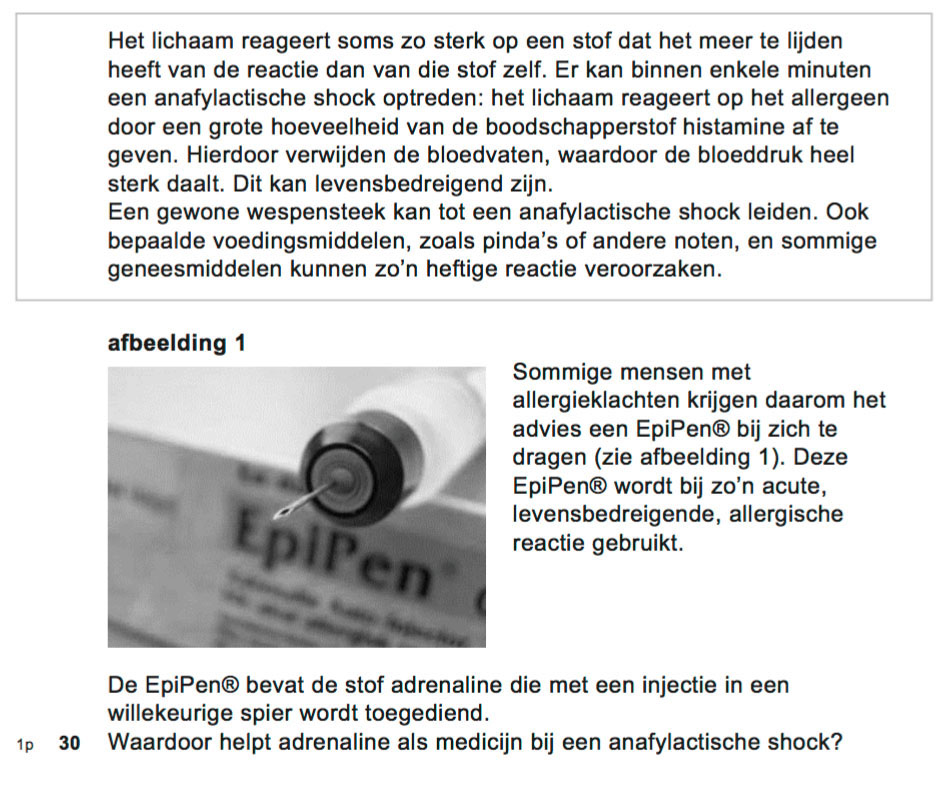 Het lichaam reageert soms zo sterk op een stof dat het meer te lijden
heeft van de reactie dan van die stof zelf. Er kan binnen enkele minuten
een anafylactische shock optreden: het lichaam reageert op het allergeen
door een grote hoeveelheid van de boodschapperstof histamine af te
geven. Hierdoor verwijden de bloedvaten, waardoor de bloeddruk heel
sterk daalt. Dit kan levensbedreigend zijn.
Een gewone wespensteek kan tot een anafylactische shock leiden. Ook
bepaalde voedingsmiddelen, zoals pinda's of andere noten, en sommige
geneesmiddelen kunnen zo'n heftige reactie veroorzaken.
afbeelding 1
EpiPen
Sommige mensen met
allergieklachten krijgen daarom het
advies een EpiPen® bij zich te
dragen (zie afbeelding 1). Deze
EpiPen® wordt bij zo'n acute,
levensbedreigende, allergische
reactie gebruikt.
De EpiPen® bevat de stof adrenaline die met een injectie in een
willekeurige spier wordt toegediend.
1p 30 Waardoor helpt adrenaline als medicijn bij een anafylactische shock?